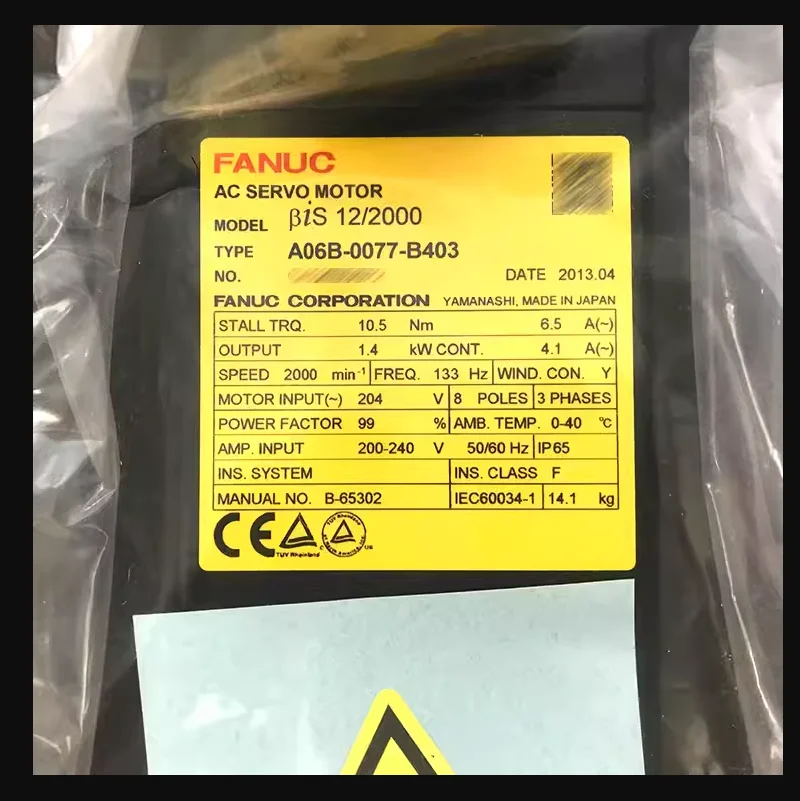 FANUC
AC SERVO MOTOR
MODEL βiS 12/2000
TYPE A06B-0077-B403
NO. DATE 2013.04
FANUC CORPORATION YAMANASHI, MADE IN JAPAN
STALL TRQ. 10.5 Nm 6.5 A(~)
OUTPUT 1.4 kW CONT. 4.1 A(~)
SPEED 2000 min⁻¹ FREQ. 133 Hz WIND. CON. Y
MOTOR INPUT(~) 204 V 8 POLES 3 PHASES
POWER FACTOR 99 % AMB. TEMP. 0-40 ℃
AMP. INPUT 200-240 V 50/60 Hz IP65
INS. SYSTEM INS. CLASS F
MANUAL NO. B-65302 IEC60034-1 14.1 kg
CE TUV Rheinland C US